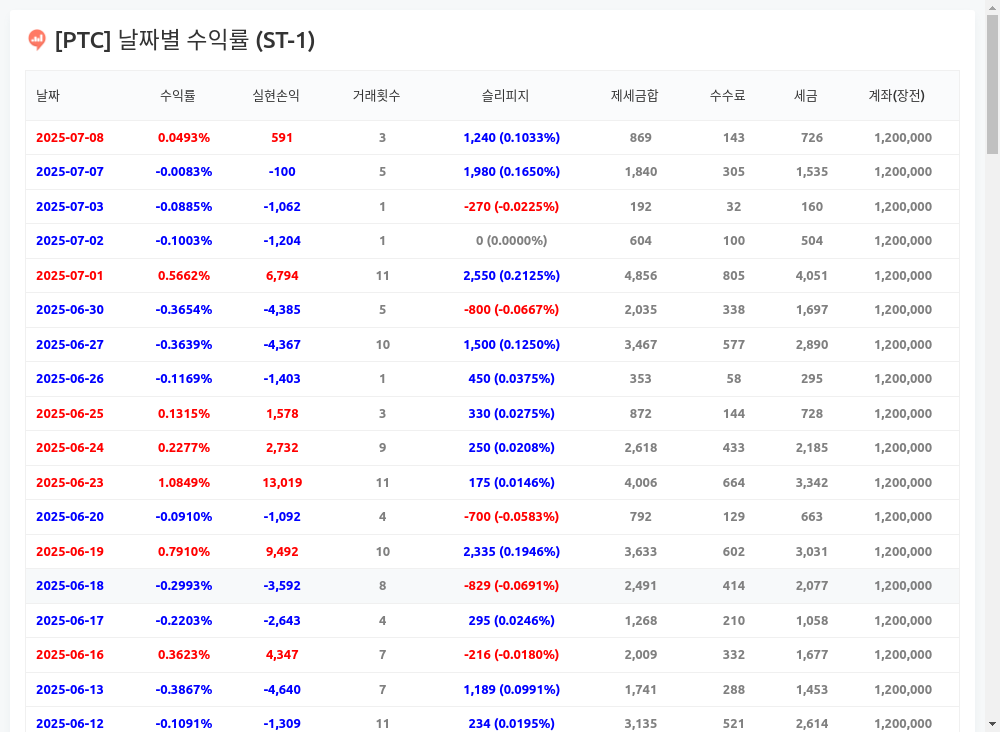 [PTC] 날짜별 수익률 (ST-1)
날짜 수익률 실현손익 거래횟수 슬리피지 제세금합 수수료 세금 계좌(장전)
2025-07-08 0.0493% 591 3 1,240 (0.1033%) 869 143 726 1,200,000
2025-07-07 -0.0083% -100 5 1,980 (0.1650%) 1,840 305 1,535 1,200,000
2025-07-03 -0.0885% -1,062 1 -270 (-0.0225%) 192 32 160 1,200,000
2025-07-02 -0.1003% -1,204 1 0 (0.0000%) 604 100 504 1,200,000
2025-07-01 0.5662% 6,794 11 2,550 (0.2125%) 4,856 805 4,051 1,200,000
2025-06-30 -0.3654% -4,385 5 -800 (-0.0667%) 2,035 338 1,697 1,200,000
2025-06-27 -0.3639% -4,367 10 1,500 (0.1250%) 3,467 577 2,890 1,200,000
2025-06-26 -0.1169% -1,403 1 450 (0.0375%) 353 58 295 1,200,000
2025-06-25 0.1315% 1,578 3 330 (0.0275%) 872 144 728 1,200,000
2025-06-24 0.2277% 2,732 9 250 (0.0208%) 2,618 433 2,185 1,200,000
2025-06-23 1.0849% 13,019 11 175 (0.0146%) 4,006 664 3,342 1,200,000
2025-06-20 -0.0910% -1,092 4 -700 (-0.0583%) 792 129 663 1,200,000
2025-06-19 0.7910% 9,492 10 2,335 (0.1946%) 3,633 602 3,031 1,200,000
2025-06-18 -0.2993% -3,592 8 -829 (-0.0691%) 2,491 414 2,077 1,200,000
2025-06-17 -0.2203% -2,643 4 295 (0.0246%) 1,268 210 1,058 1,200,000
2025-06-16 0.3623% 4,347 7 -216 (-0.0180%) 2,009 332 1,677 1,200,000
2025-06-13 -0.3867% -4,640 7 1,189 (0.0991%) 1,741 288 1,453 1,200,000
2025-06-12 -0.1091% -1,309 11 234 (0.0195%) 3,135 521 2,614 1,200,000